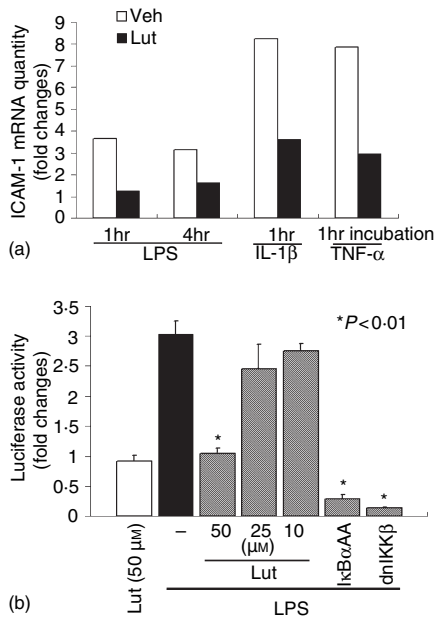 Veh
Lut
ICAM-1 mRNA quantity
(fold changes)
9
8
7
6
5
4
3
2
1
0
1hr 4hr 1hr 1hr incubation
LPS IL-1β TNF-α
(a)
Luciferase activity
(fold changes)
3·5
3
2·5
2
1·5
1
0·5
0
*P<0·01
*
*
*
Lut (50 μM)
– 50 25 10
(μM)
Lut
IκBαAA
dnIKKβ
LPS
(b)